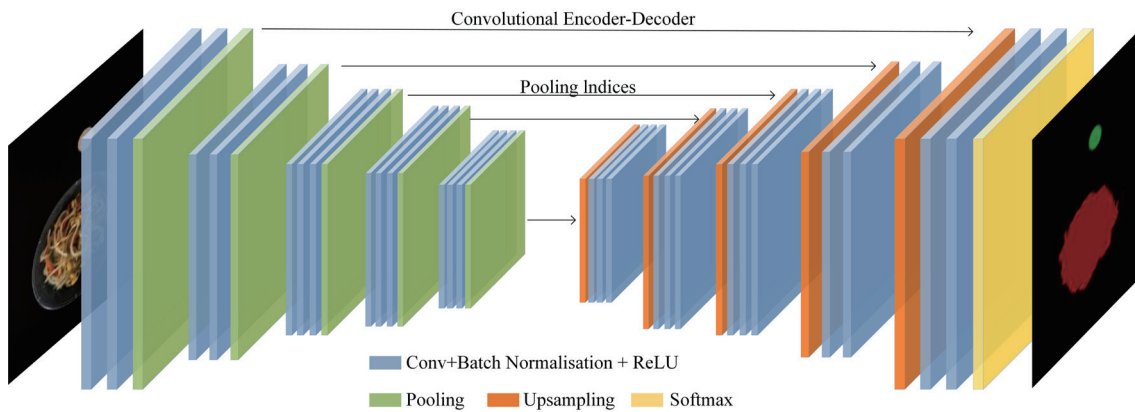 Convolutional Encoder-Decoder
Pooling Indices
Conv+Batch Normalisation + ReLU
Pooling Upsampling Softmax